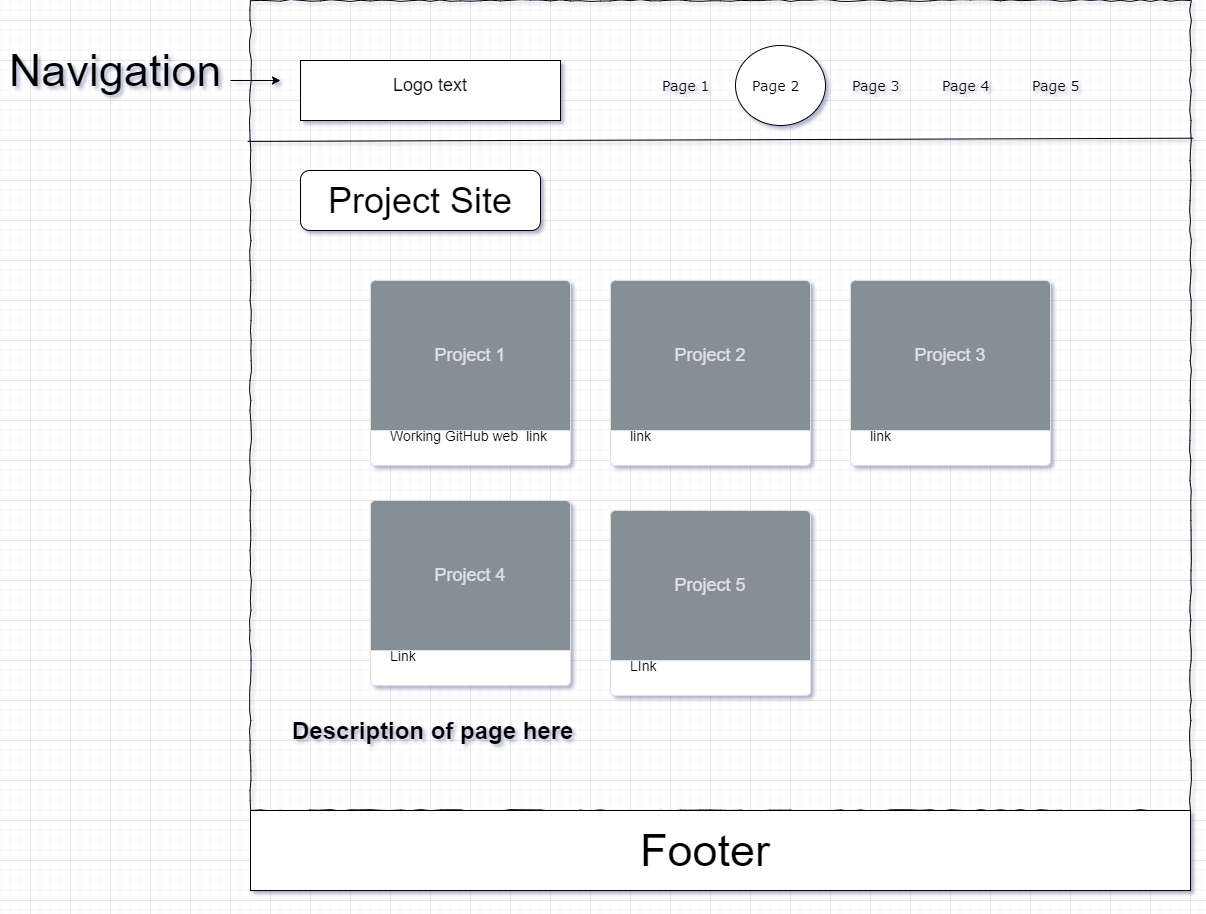 Navigation
Logo text
Page 1 Page 2 Page 3 Page 4 Page 5
Project Site
Project 1 Project 2 Project 3
Working GitHub web link link link
Project 4 Project 5
Link LInk
Description of page here
Footer